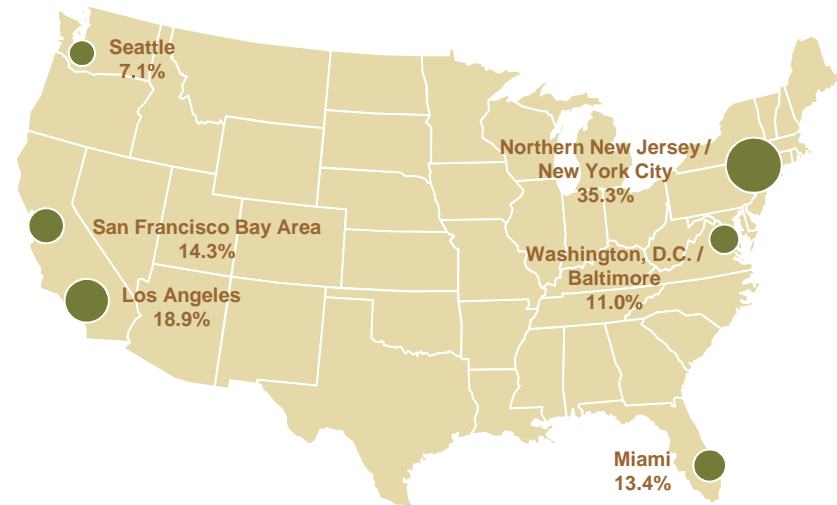 Seattle
7.1%
Northern New Jersey /
New York City
35.3%
San Francisco Bay Area
14.3%
Washington, D.C. /
Baltimore
11.0%
Los Angeles
18.9%
Miami
13.4%